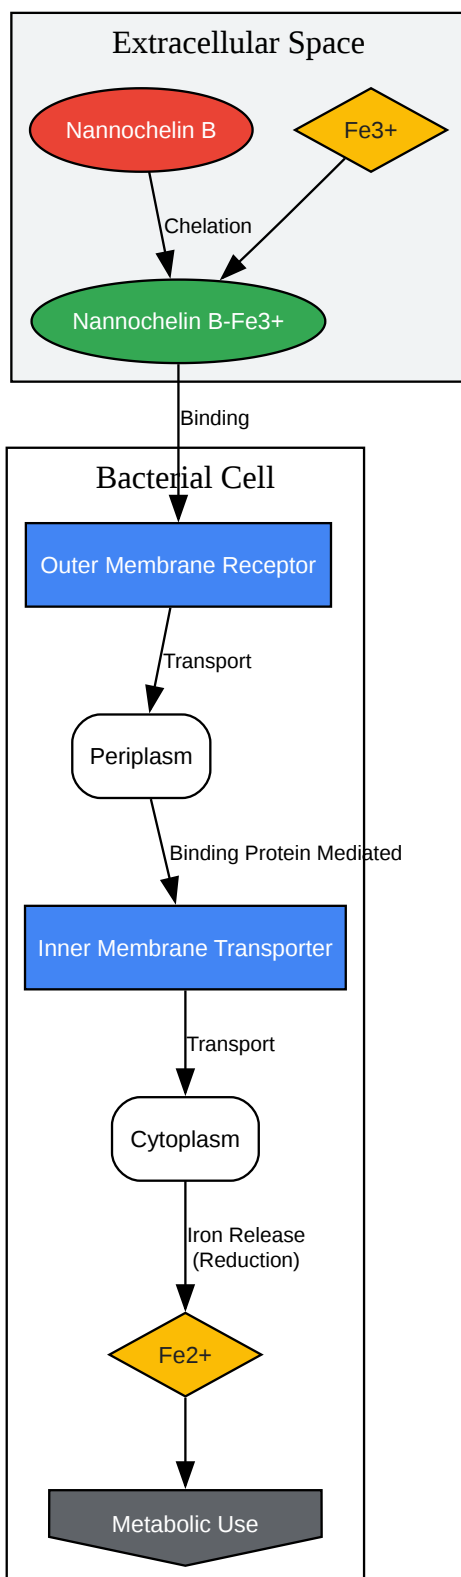 Extracellular Space
Nannochelin B
Fe3+
Chelation
Nannochelin B-Fe3+
Binding
Bacterial Cell
Outer Membrane Receptor
Transport
Periplasm
Binding Protein Mediated
Inner Membrane Transporter
Transport
Cytoplasm
Iron Release
(Reduction)
Fe2+
Metabolic Use